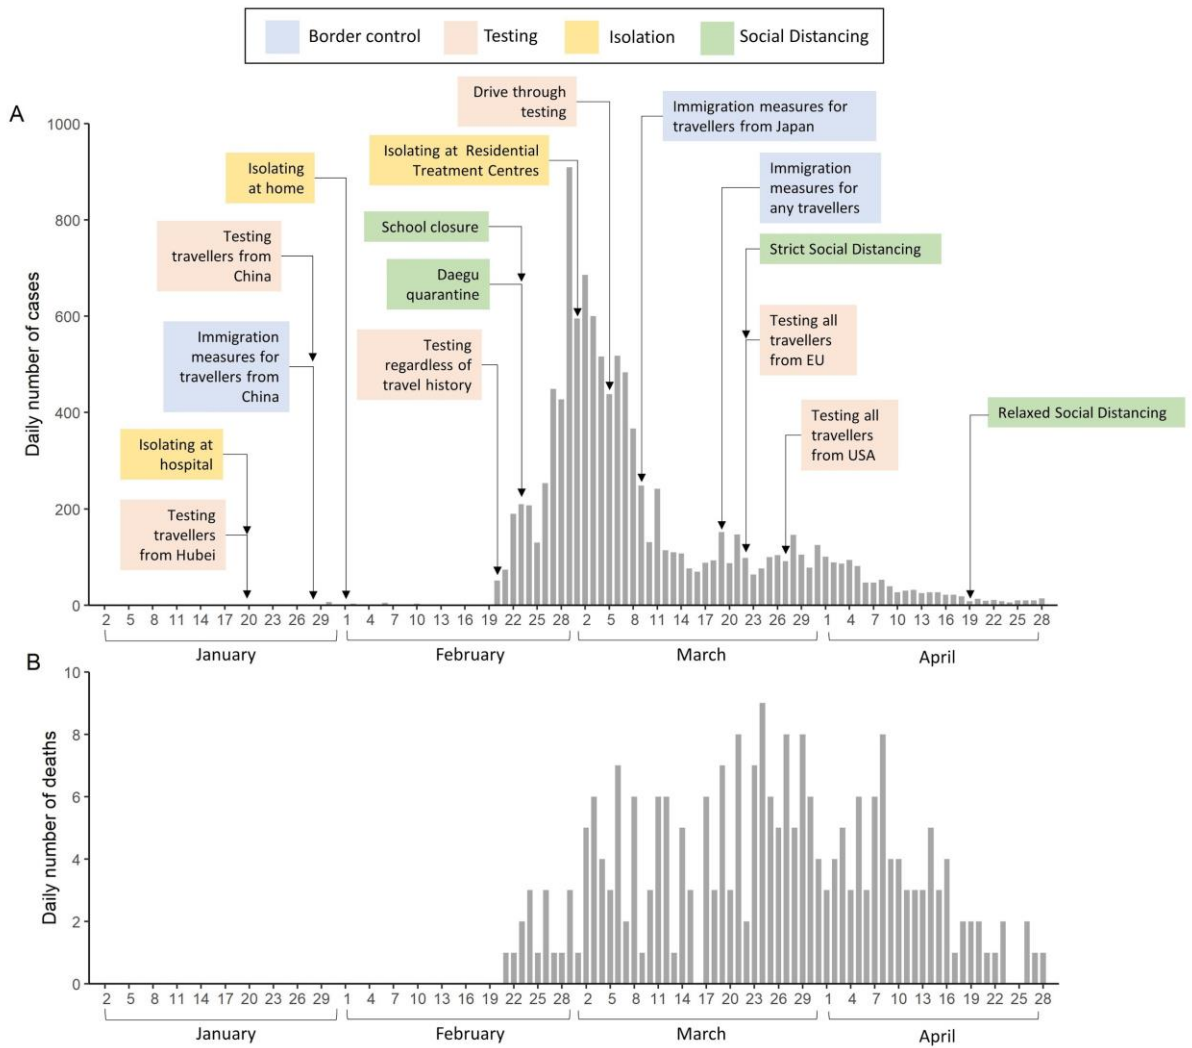 Border control
Testing
Isolation
Social Distancing
A
Daily number of cases
1000
800
600
400
200
0
Drive through
testing
Immigration measures for
travellers from Japan
Isolating at Residential
Treatment Centres
Isolating
at home
Immigration
measures for
any travellers
School closure
Testing
travellers from
China
Strict Social Distancing
Daegu
quarantine
Testing all
travellers
from EU
Immigration
measures for
travellers from
China
Testing
regardless of
travel history
Testing all
travellers
from USA
Relaxed Social Distancing
Isolating at
hospital
Testing
travellers
from Hubei
2 5 8 11 14 17 20 23 26 29 1 4 7 10 13 16 19 22 25 28 2 5 8 11 14 17 20 23 26 29 1 4 7 10 13 16 19 22 25 28
January February March April
B
Daily number of deaths
10
8
6
4
2
0
2 5 8 11 14 17 20 23 26 29 1 4 7 10 13 16 19 22 25 28 2 5 8 11 14 17 20 23 26 29 1 4 7 10 13 16 19 22 25 28
January February March April